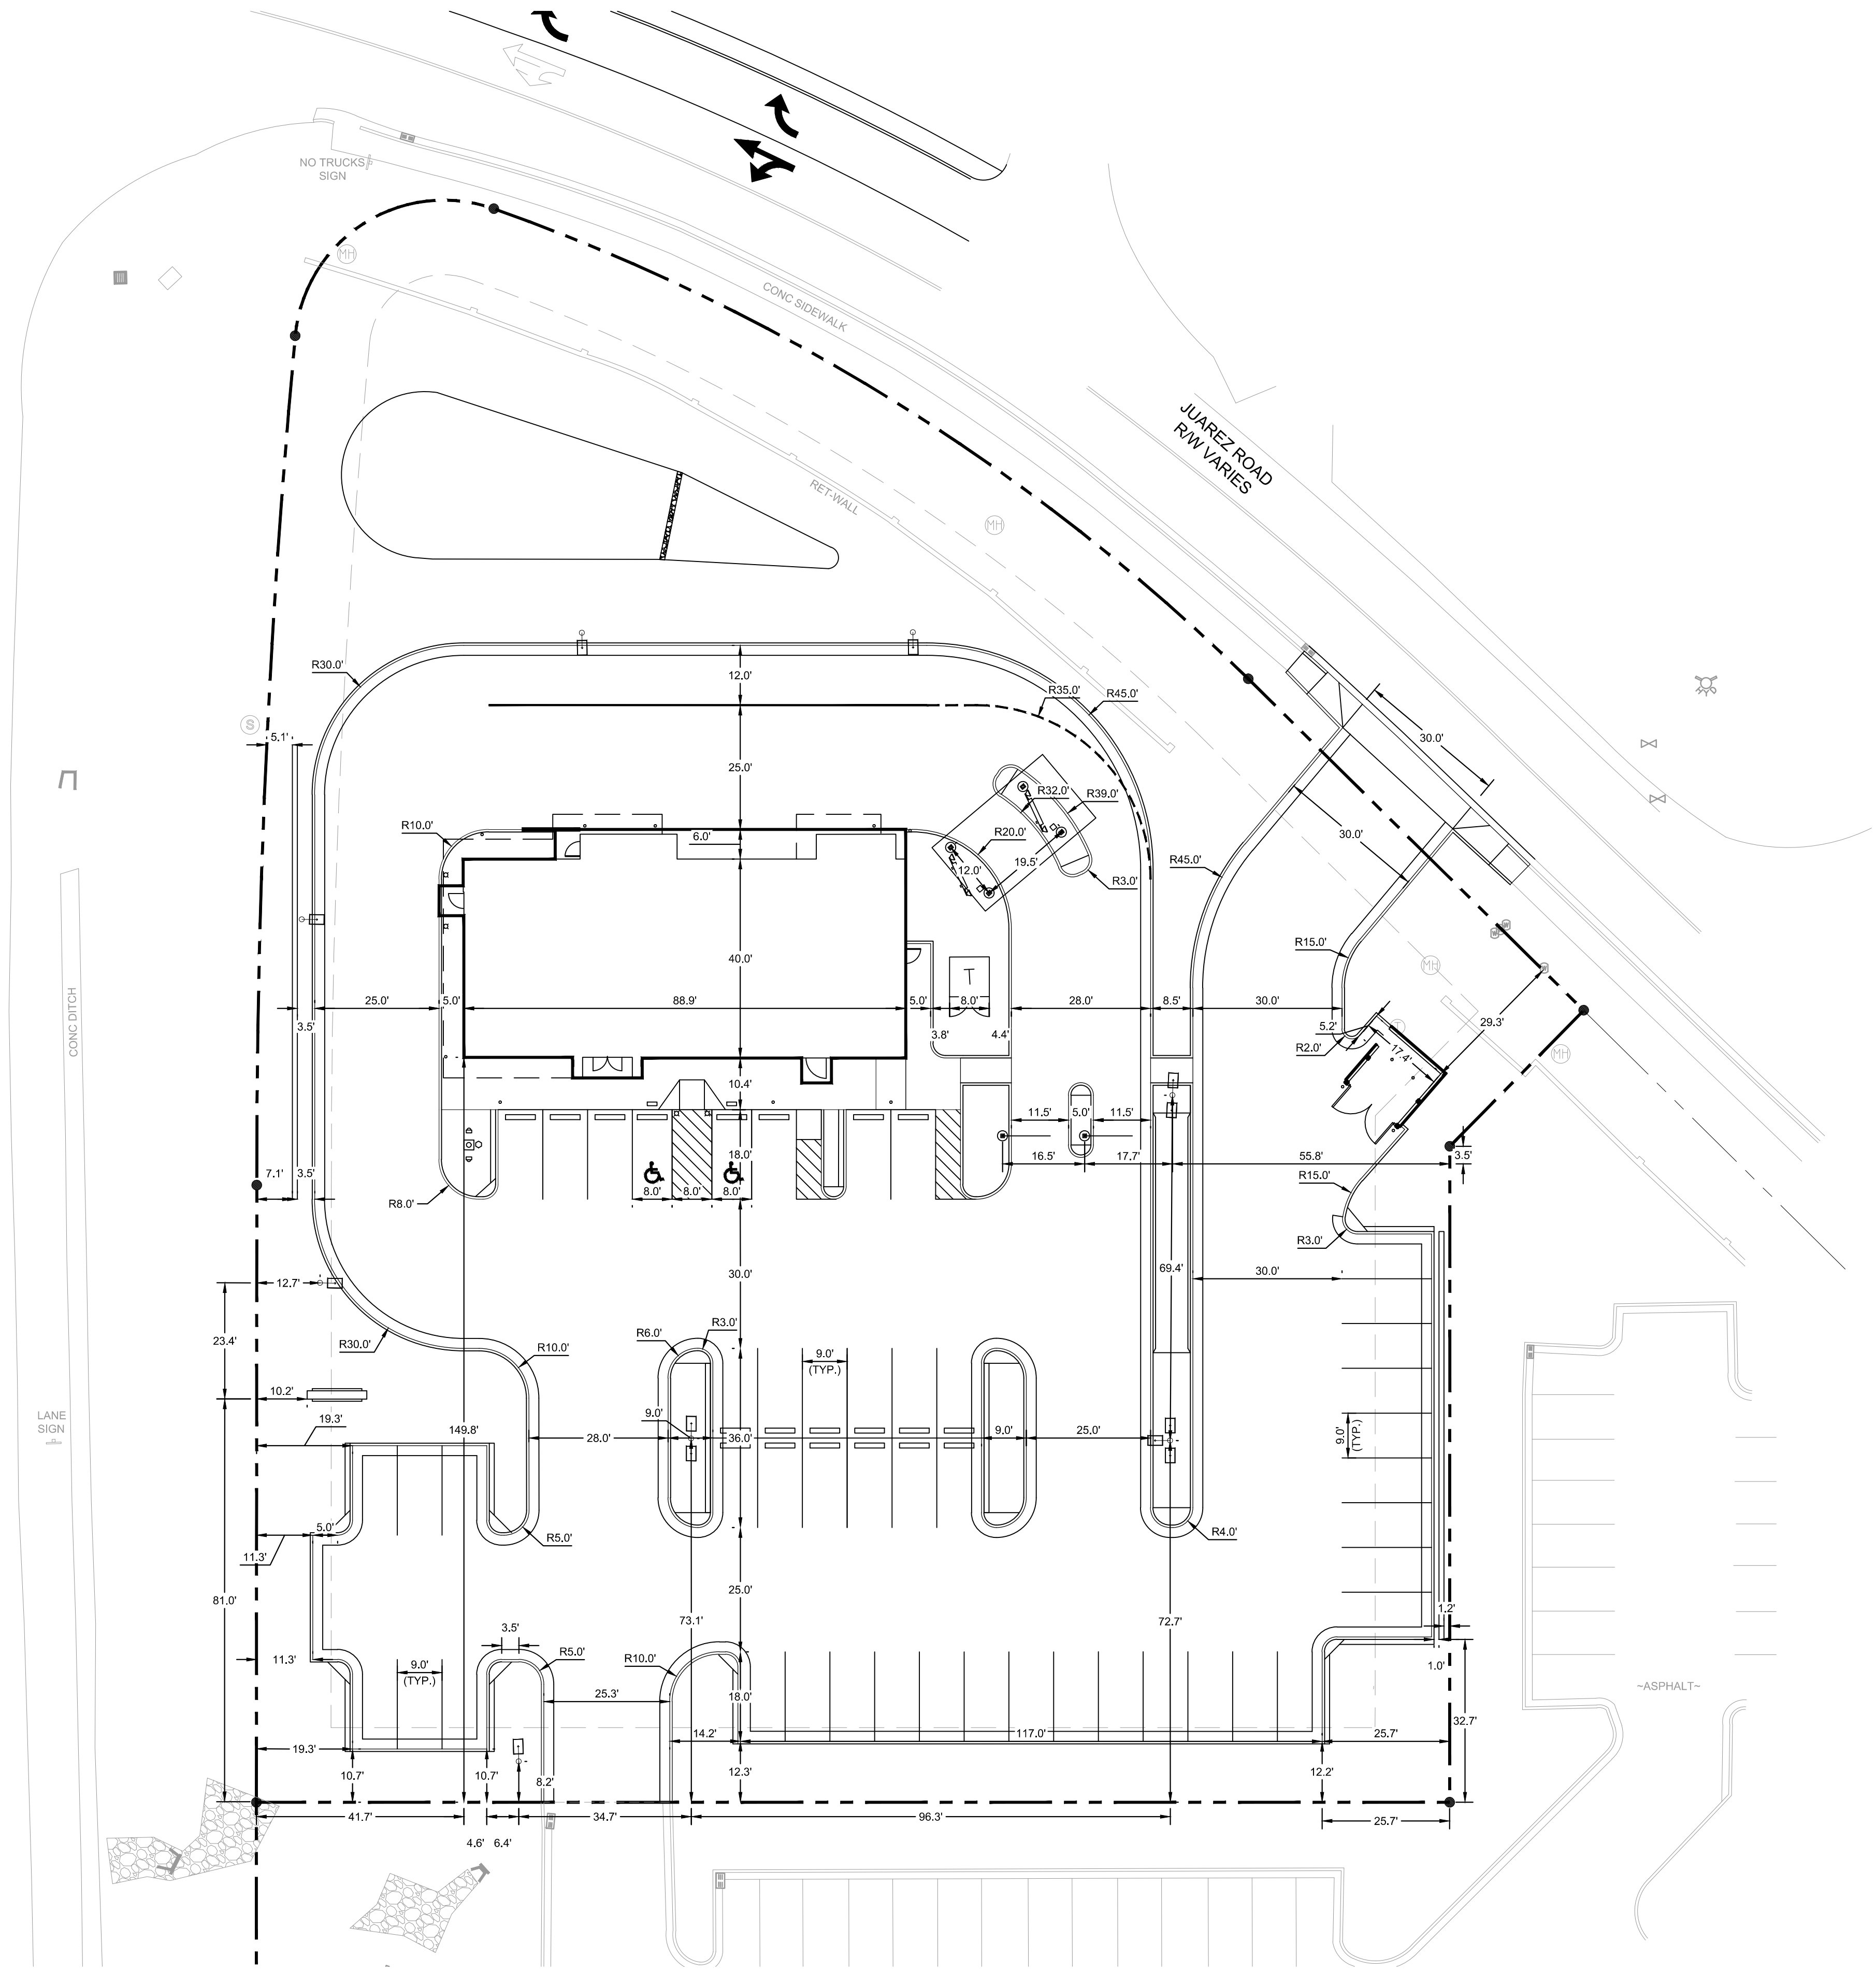 NO TRUCKS
SIGN
MH
CONC SIDEWALK
JUAREZ ROAD
R/W VARIES
RET-WALL
MH
R30.0'
12.0'
R35.0'
R45.0'
S
5.1'
30.0'
25.0'
R32.0'
R39.0'
R10.0'
6.0'
R20.0'
30.0'
12.0'
19.5'
R45.0'
R3.0'
40.0'
R15.0'
MH
T
25.0'
5.0'
88.9'
5.0'
8.0'
28.0'
8.5'
30.0'
3.5'
3.8'
4.4'
5.2'
29.3'
CONC DITCH
R2.0'
17.4'
MH
10.4'
11.5'
5.0'
11.5'
18.0'
16.5'
17.7'
55.8'
3.5'
7.1'
3.5'
R15.0'
8.0'
8.0'
8.0'
R8.0'
R3.0'
12.7'
30.0'
69.4'
30.0'
23.4'
R30.0'
R10.0'
R6.0'
R3.0'
9.0'
(TYP.)
10.2'
LANE
SIGN
19.3'
9.0'
149.8'
28.0'
36.0'
9.0'
25.0'
9.0'
(TYP.)
5.0'
R5.0'
R4.0'
11.3'
81.0'
25.0'
73.1'
72.7'
1.2'
3.5'
11.3'
9.0'
(TYP.)
R5.0'
R10.0'
1.0'
~ASPHALT~
25.3'
18.0'
14.2'
117.0'
25.7'
32.7'
19.3'
10.7'
10.7'
8.2'
12.3'
12.2'
41.7'
34.7'
96.3'
25.7'
4.6'
6.4'